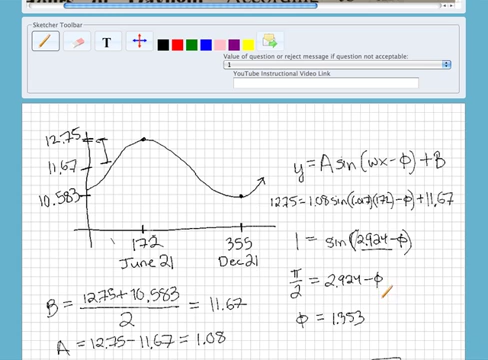 Sketcher Toolbar
T
Value of question or reject message if question not acceptable:
1
YouTube Instructional Video Link
12.75
11.67
10.583
172
355
June 21
Dec 21
y = A sin(wx - φ) + B
12.75 = 1.08 sin((.017)(172) - φ) + 11.67
1 = sin(2.924 - φ)
π/2 = 2.924 - φ
φ = 1.353
B = (12.75 + 10.583)/2 = 11.67
A = 12.75 - 11.67 = 1.08